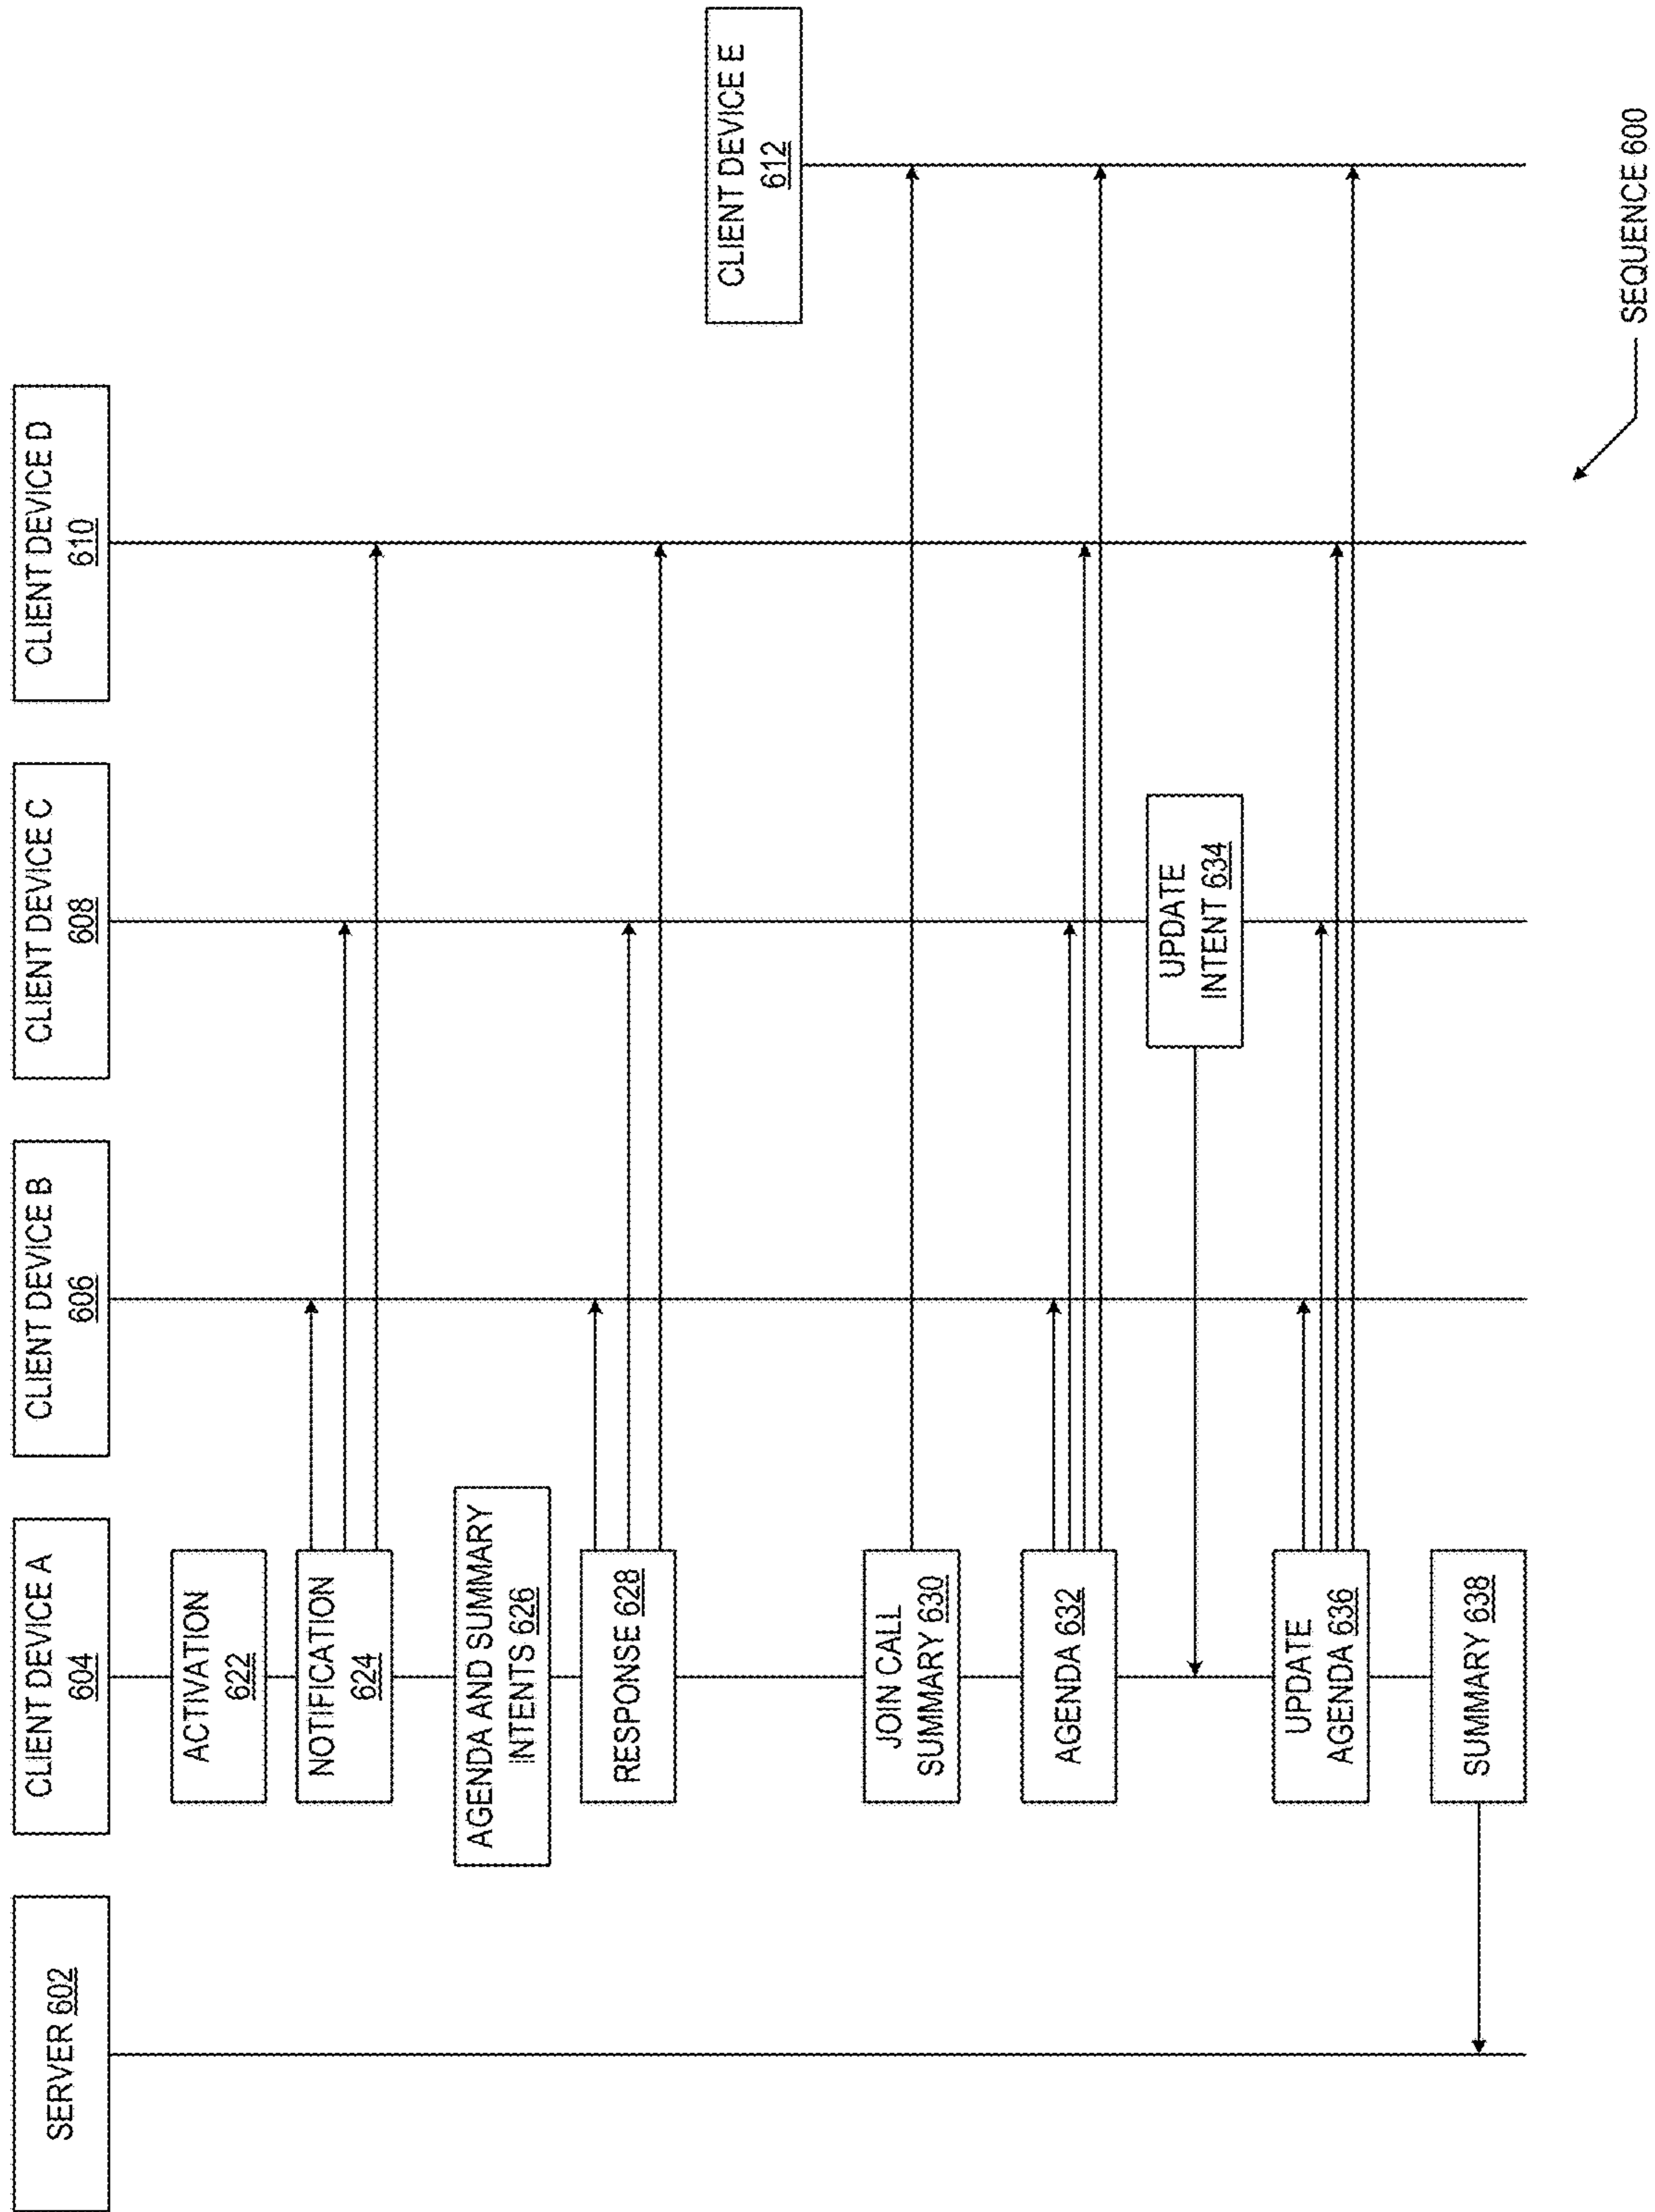 SERVER 602
CLIENT DEVICE A
604
CLIENT DEVICE B
606
CLIENT DEVICE C
608
CLIENT DEVICE D
610
CLIENT DEVICE E
612
ACTIVATION
622
NOTIFICATION
624
AGENDA AND SUMMARY
INTENTS 626
RESPONSE 628
JOIN CALL
SUMMARY 630
AGENDA 632
UPDATE
INTENT 634
UPDATE
AGENDA 636
SUMMARY 638
SEQUENCE 600